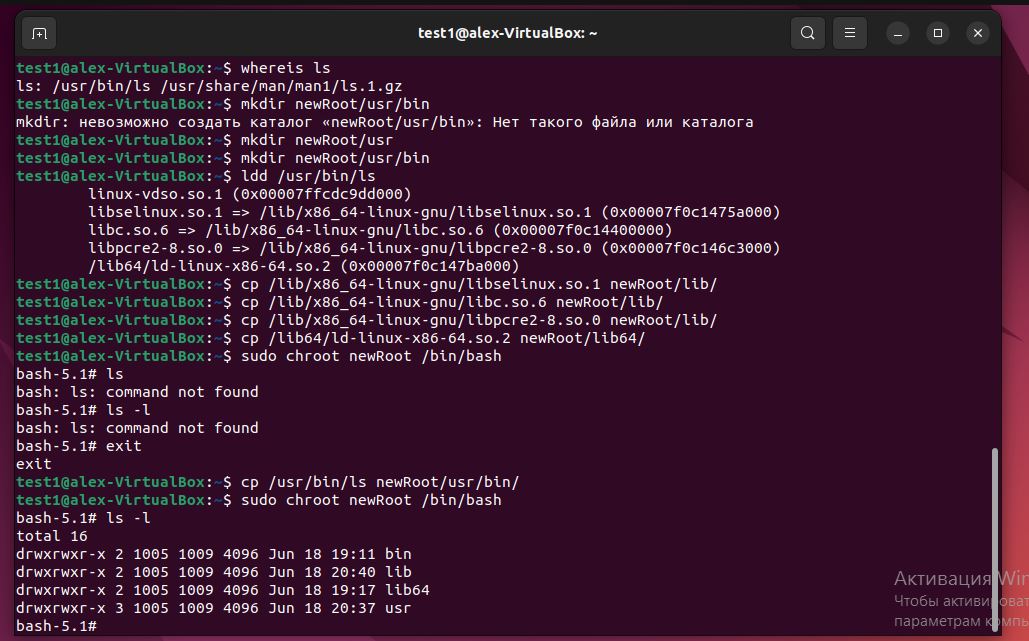 test1@alex-VirtualBox: ~
test1@alex-VirtualBox:~$ whereis ls
ls: /usr/bin/ls /usr/share/man/man1/ls.1.gz
test1@alex-VirtualBox:~$ mkdir newRoot/usr/bin
mkdir: невозможно создать каталог «newRoot/usr/bin»: Нет такого файла или каталога
test1@alex-VirtualBox:~$ mkdir newRoot/usr
test1@alex-VirtualBox:~$ mkdir newRoot/usr/bin
test1@alex-VirtualBox:~$ ldd /usr/bin/ls
        linux-vdso.so.1 (0x00007ffcdc9dd000)
        libselinux.so.1 => /lib/x86_64-linux-gnu/libselinux.so.1 (0x00007f0c1475a000)
        libc.so.6 => /lib/x86_64-linux-gnu/libc.so.6 (0x00007f0c14400000)
        libpcre2-8.so.0 => /lib/x86_64-linux-gnu/libpcre2-8.so.0 (0x00007f0c146c3000)
        /lib64/ld-linux-x86-64.so.2 (0x00007f0c147ba000)
test1@alex-VirtualBox:~$ cp /lib/x86_64-linux-gnu/libselinux.so.1 newRoot/lib/
test1@alex-VirtualBox:~$ cp /lib/x86_64-linux-gnu/libc.so.6 newRoot/lib/
test1@alex-VirtualBox:~$ cp /lib/x86_64-linux-gnu/libpcre2-8.so.0 newRoot/lib/
test1@alex-VirtualBox:~$ cp /lib64/ld-linux-x86-64.so.2 newRoot/lib64/
test1@alex-VirtualBox:~$ sudo chroot newRoot /bin/bash
bash-5.1# ls
bash: ls: command not found
bash-5.1# ls -l
bash: ls: command not found
bash-5.1# exit
exit
test1@alex-VirtualBox:~$ cp /usr/bin/ls newRoot/usr/bin/
test1@alex-VirtualBox:~$ sudo chroot newRoot /bin/bash
bash-5.1# ls -l
total 16
drwxrwxr-x 2 1005 1009 4096 Jun 18 19:11 bin
drwxrwxr-x 2 1005 1009 4096 Jun 18 20:40 lib
drwxrwxr-x 2 1005 1009 4096 Jun 18 19:17 lib64
drwxrwxr-x 3 1005 1009 4096 Jun 18 20:37 usr
bash-5.1#
Активация Win
Чтобы активироват
параметрам компь